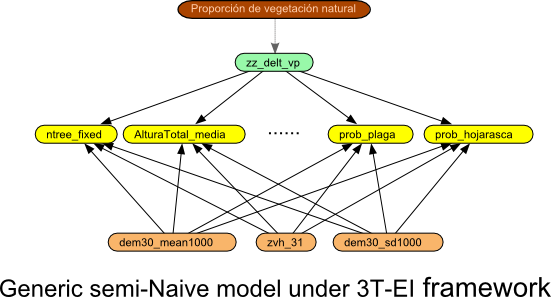 Proporción de vegetación natural
zz_delt_vp
ntree_fixed AlturaTotal_media ...... prob_plaga prob_hojarasca
dem30_mean1000 zvh_31 dem30_sd1000
Generic semi-Naive model under 3T-EI framework